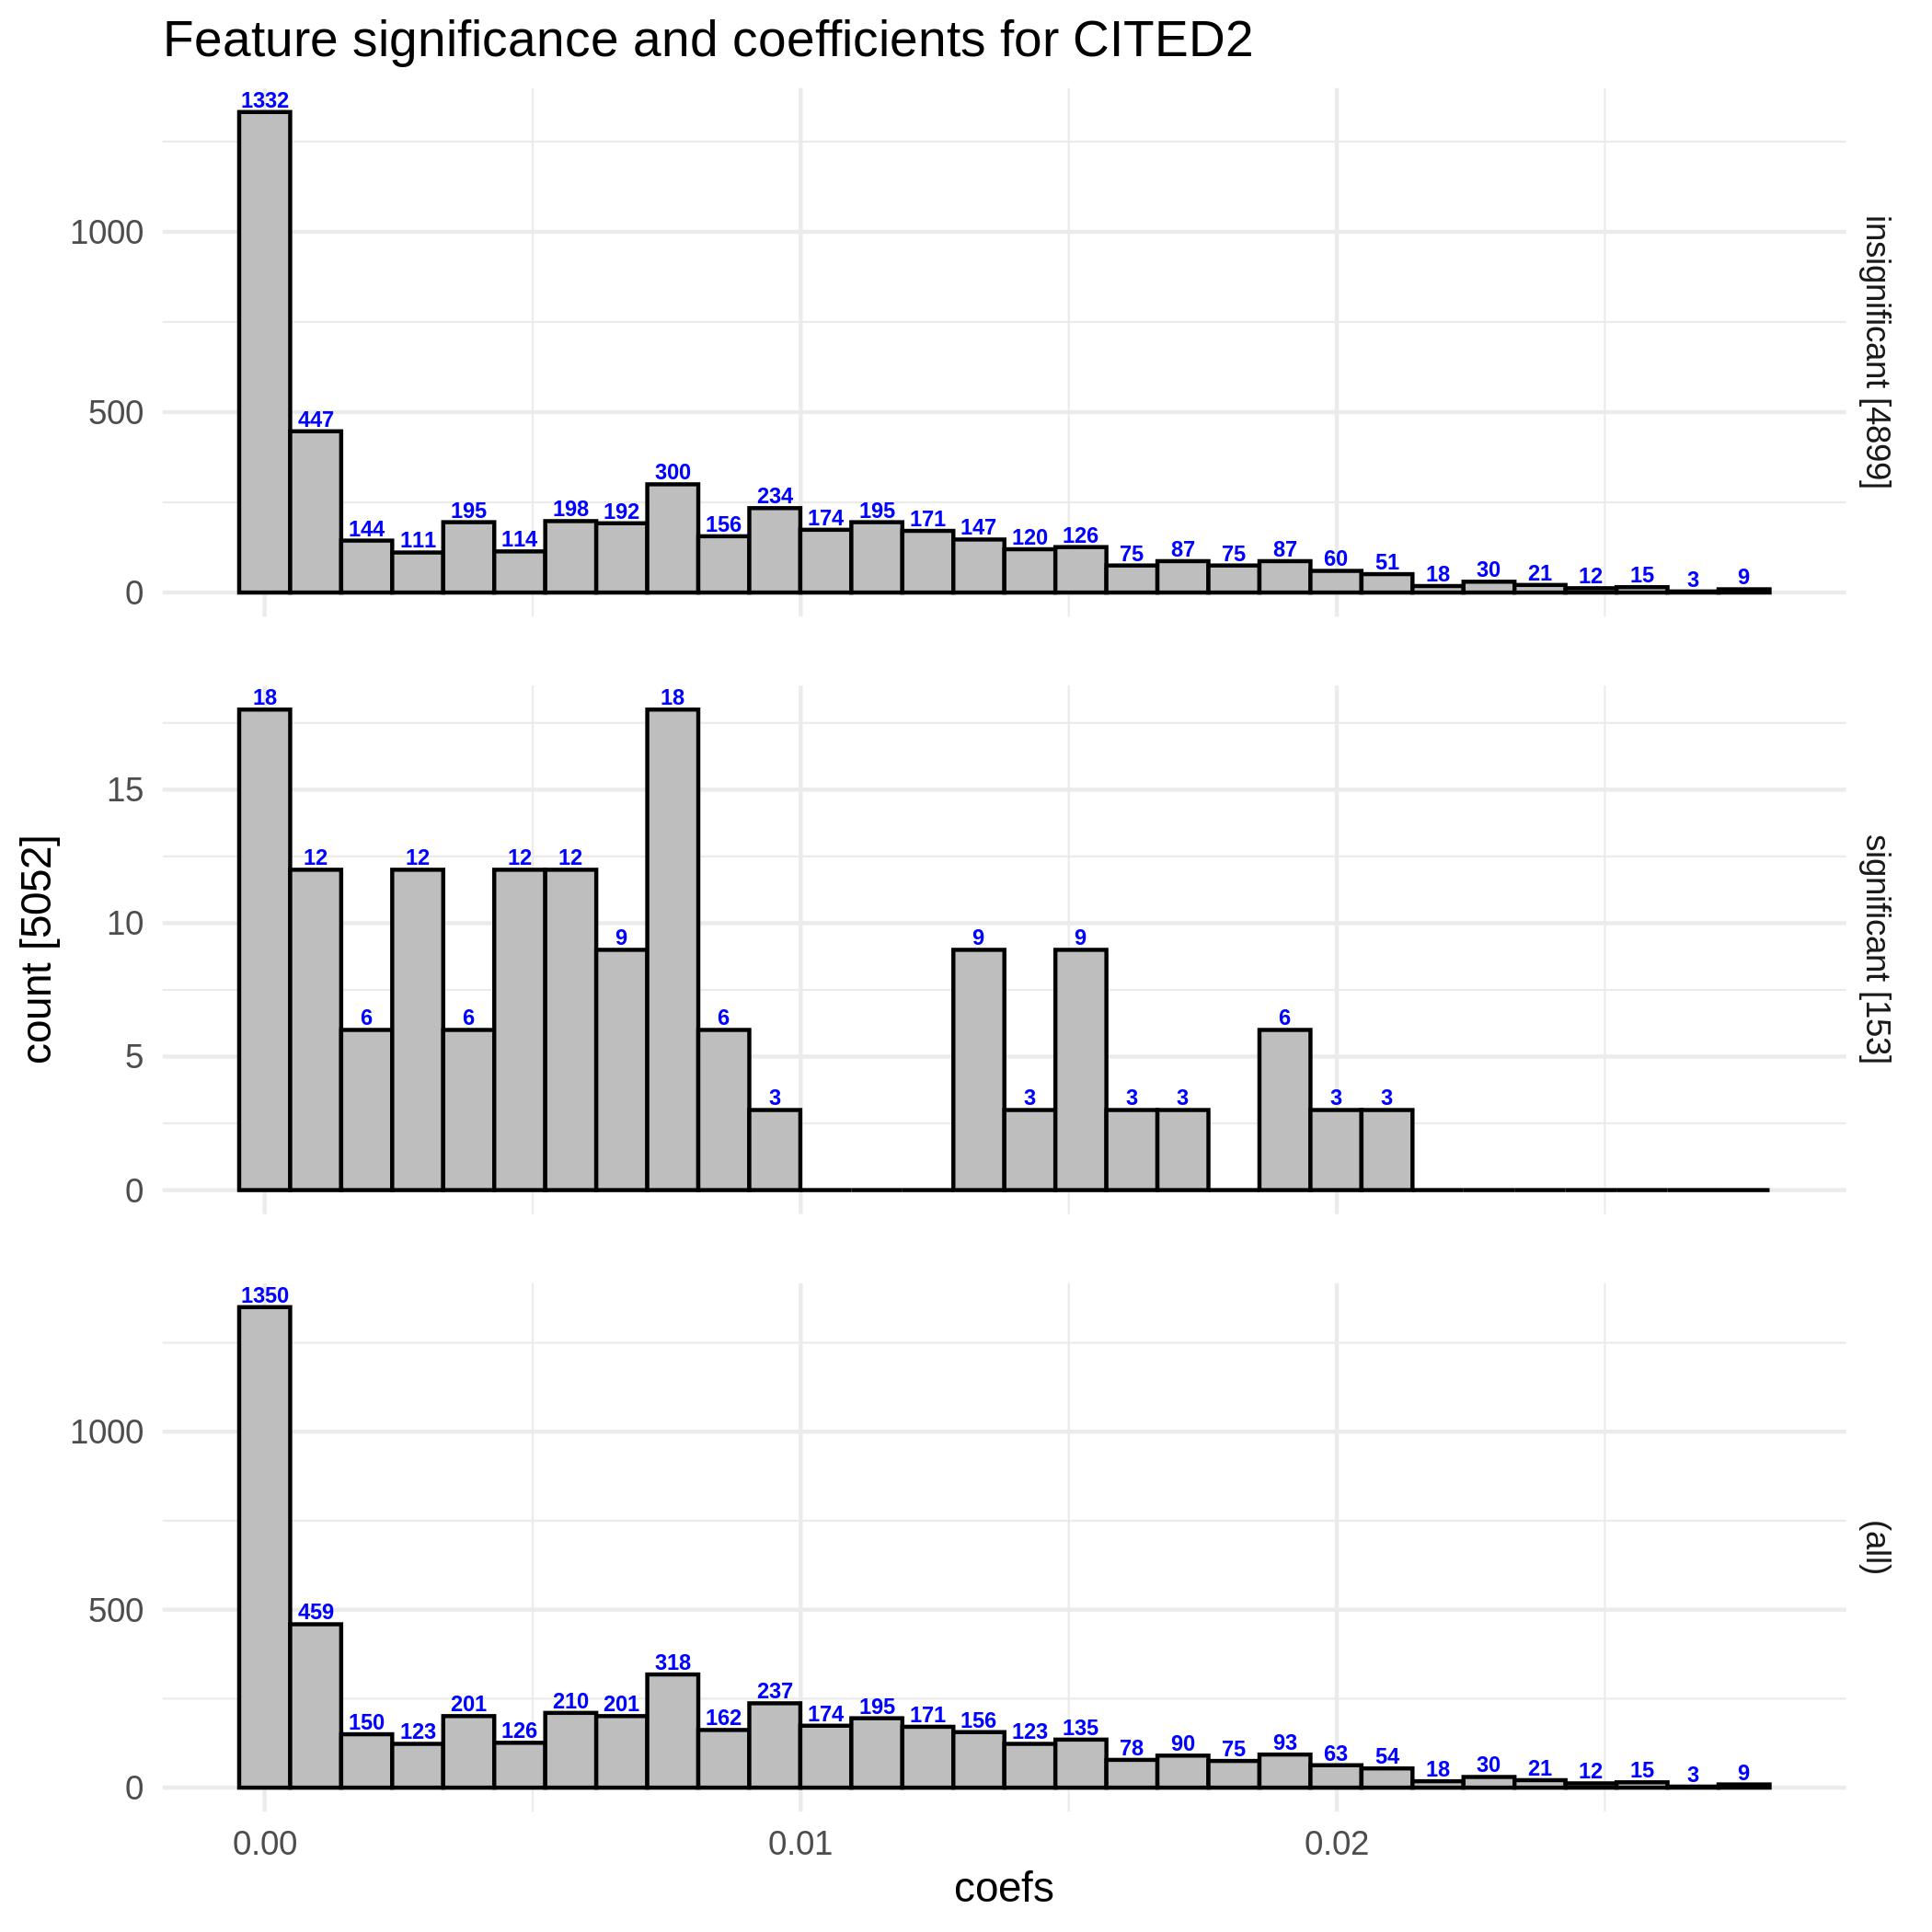 Feature significance and coefficients for CITED2
1332
447 144 111 195 114 198 192 300 156 234 174 195 171 147 120 126 75 87 75 87 60 51 18 30 21 12 15 3 9
1000
500
0
insignificant [4899]
18 12 6 12 6 12 12 9 18 6 3 9 3 9 3 3 6 3 3
15
10
5
0
significant [153]
count [5052]
1350
459 150 123 201 126 210 201 318 162 237 174 195 171 156 123 135 78 90 75 93 63 54 18 30 21 12 15 3 9
1000
500
0
(all)
0.00 0.01 0.02
coefs